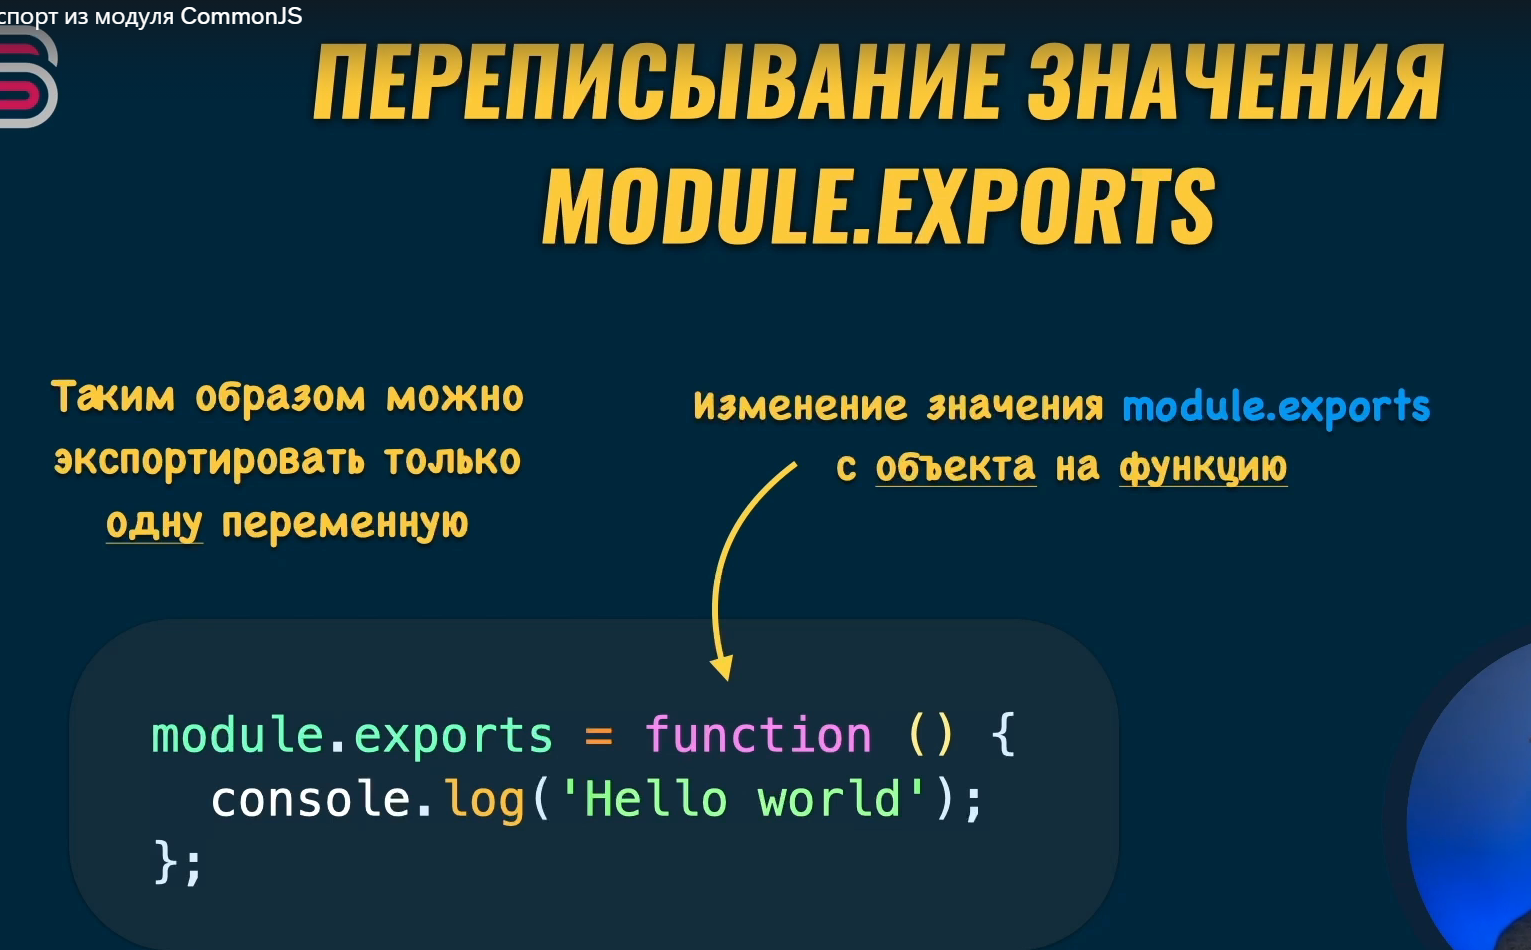 спорт из модуля CommonJS
ПЕРЕПИСЫВАНИЕ ЗНАЧЕНИЯ
MODULE.EXPORTS
Таким образом можно
экспортировать только
одну переменную
Изменение значения module.exports
с объекта на функцию
module.exports = function () {
  console.log('Hello world');
};